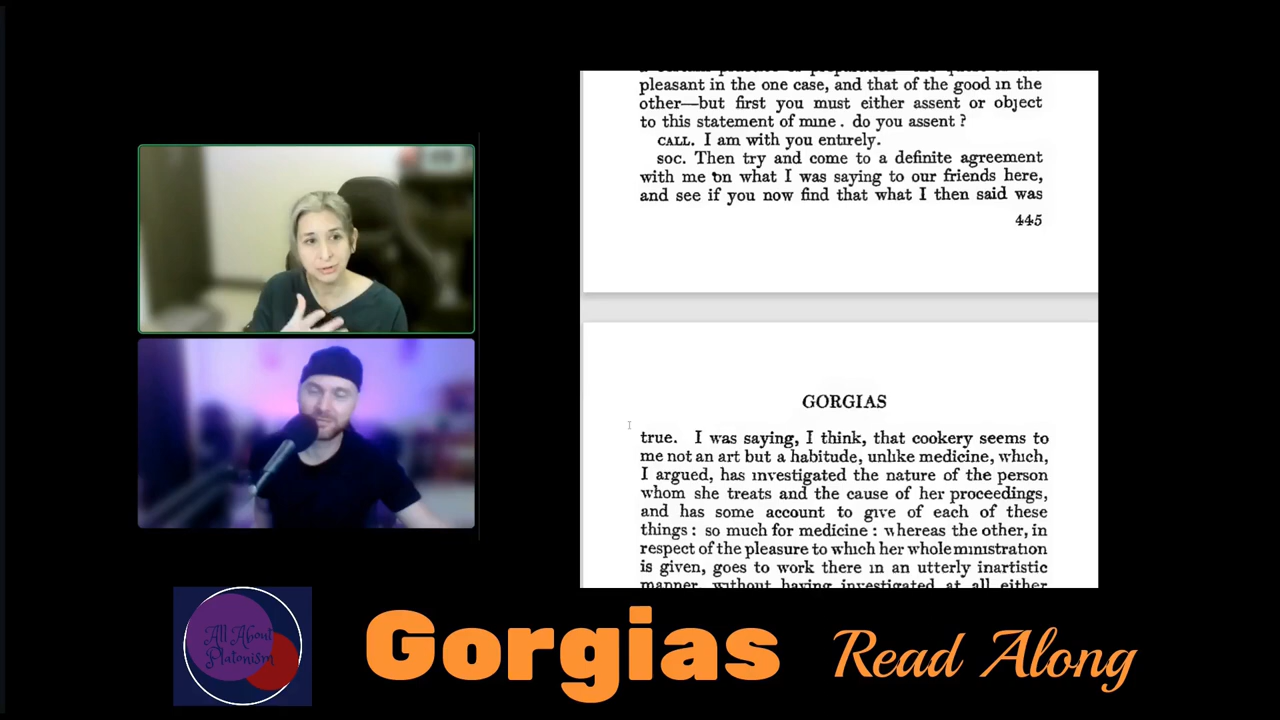 pleasant in the one case, and that of the good in the
other—but first you must either assent or object
to this statement of mine . do you assent ?
CALL. I am with you entirely.
SOC. Then try and come to a definite agreement
with me on what I was saying to our friends here,
and see if you now find that what I then said was
445
GORGIAS
true. I was saying, I think, that cookery seems to
me not an art but a habitude, unlike medicine, which,
I argued, has investigated the nature of the person
whom she treats and the cause of her proceedings,
and has some account to give of each of these
things : so much for medicine : whereas the other, in
respect of the pleasure to which her whole ministration
is given, goes to work there in an utterly inartistic
manner, without having investigated at all either
All About
Platonism
Gorgias Read Along